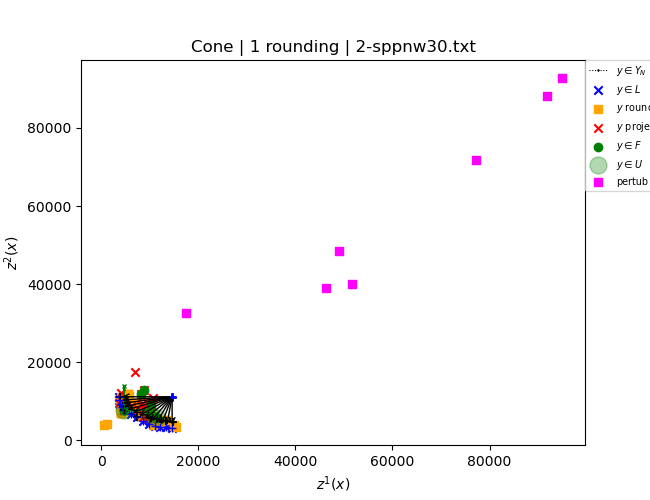 Cone | 1 rounding | 2-sppnw30.txt
y ∈ Y_N
y ∈ L
y roun
y proje
y ∈ F
y ∈ U
pertub
80000
60000
40000
20000
0
z²(x)
0 20000 40000 60000 80000
z¹(x)